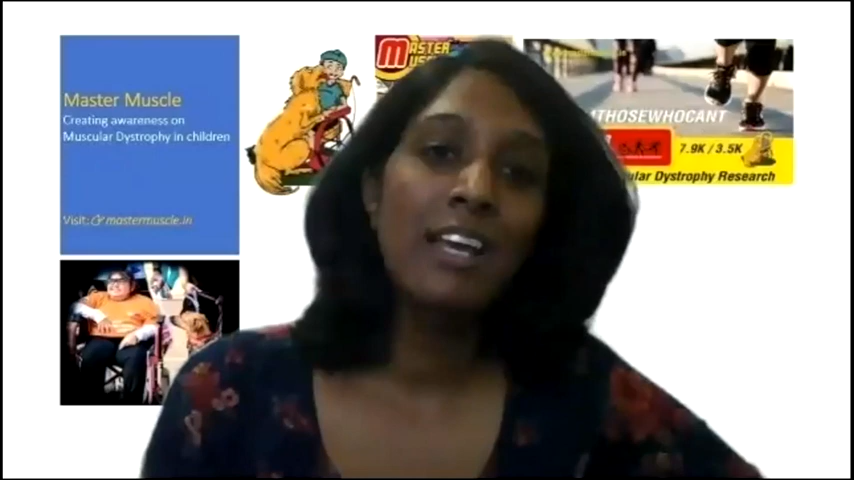 Master Muscle
Creating awareness on
Muscular Dystrophy in children
Visit: mastermuscle.in
MASTER
THOSEWHOCANT
7.9K / 3.5K
Dystrophy Research